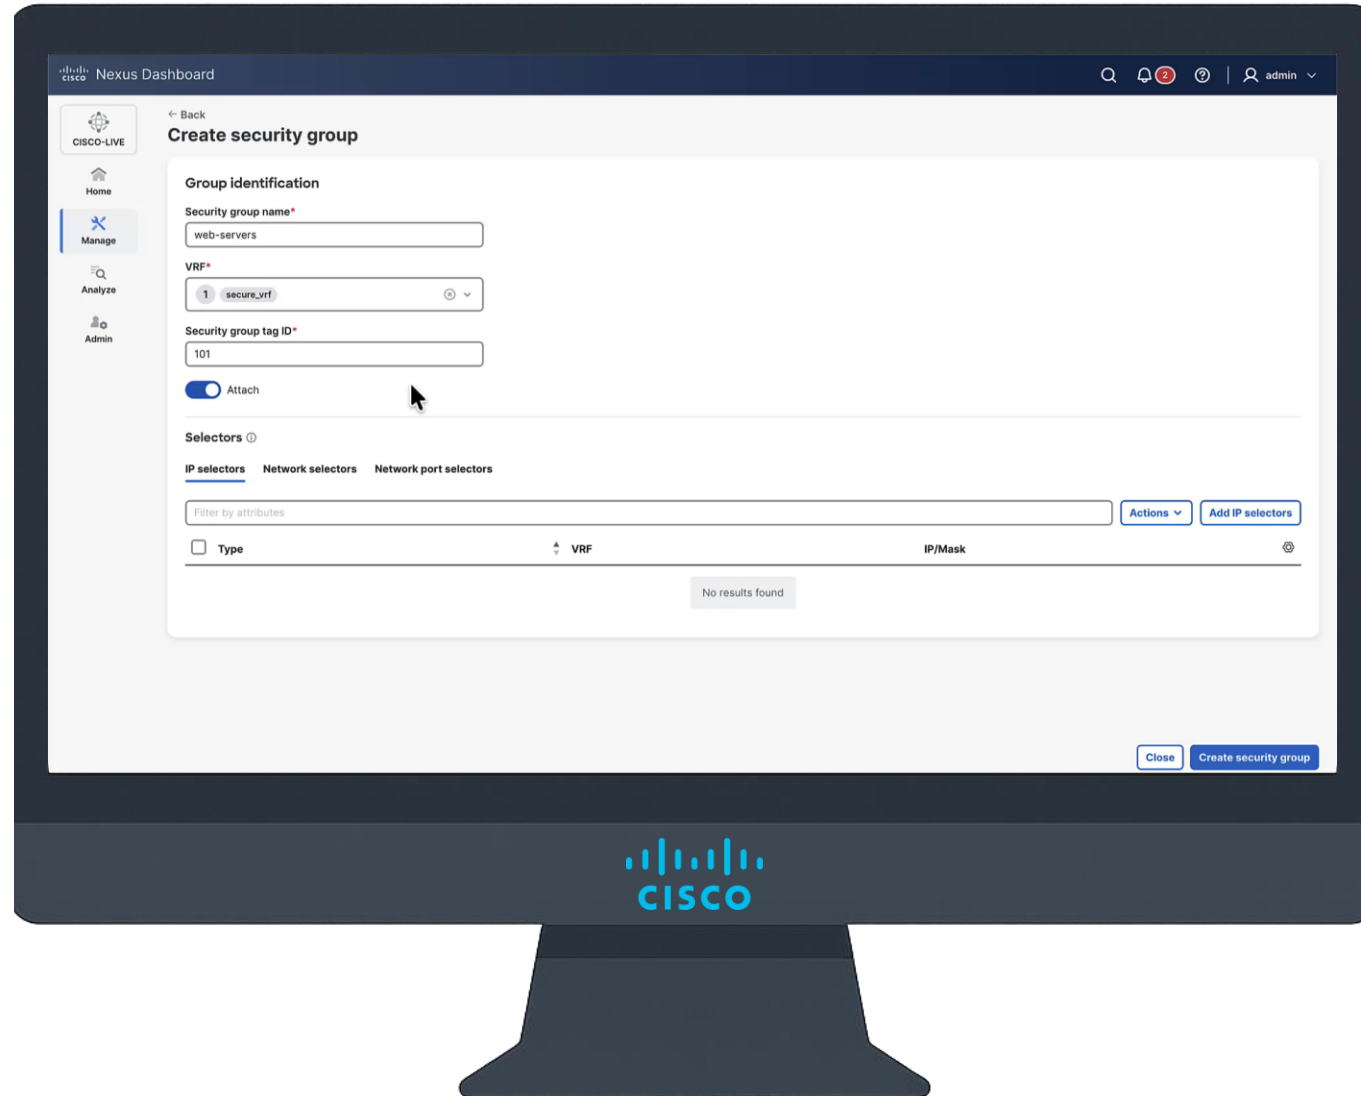 cisco Nexus Dashboard
2
admin
CISCO-LIVE
Home
Manage
Analyze
Admin
← Back
Create security group
Group identification
Security group name*
web-servers
VRF*
1 secure_vrf
Security group tag ID*
101
Attach
Selectors
IP selectors Network selectors Network port selectors
Filter by attributes
Actions
Add IP selectors
Type VRF IP/Mask
No results found
Close
Create security group
CISCO